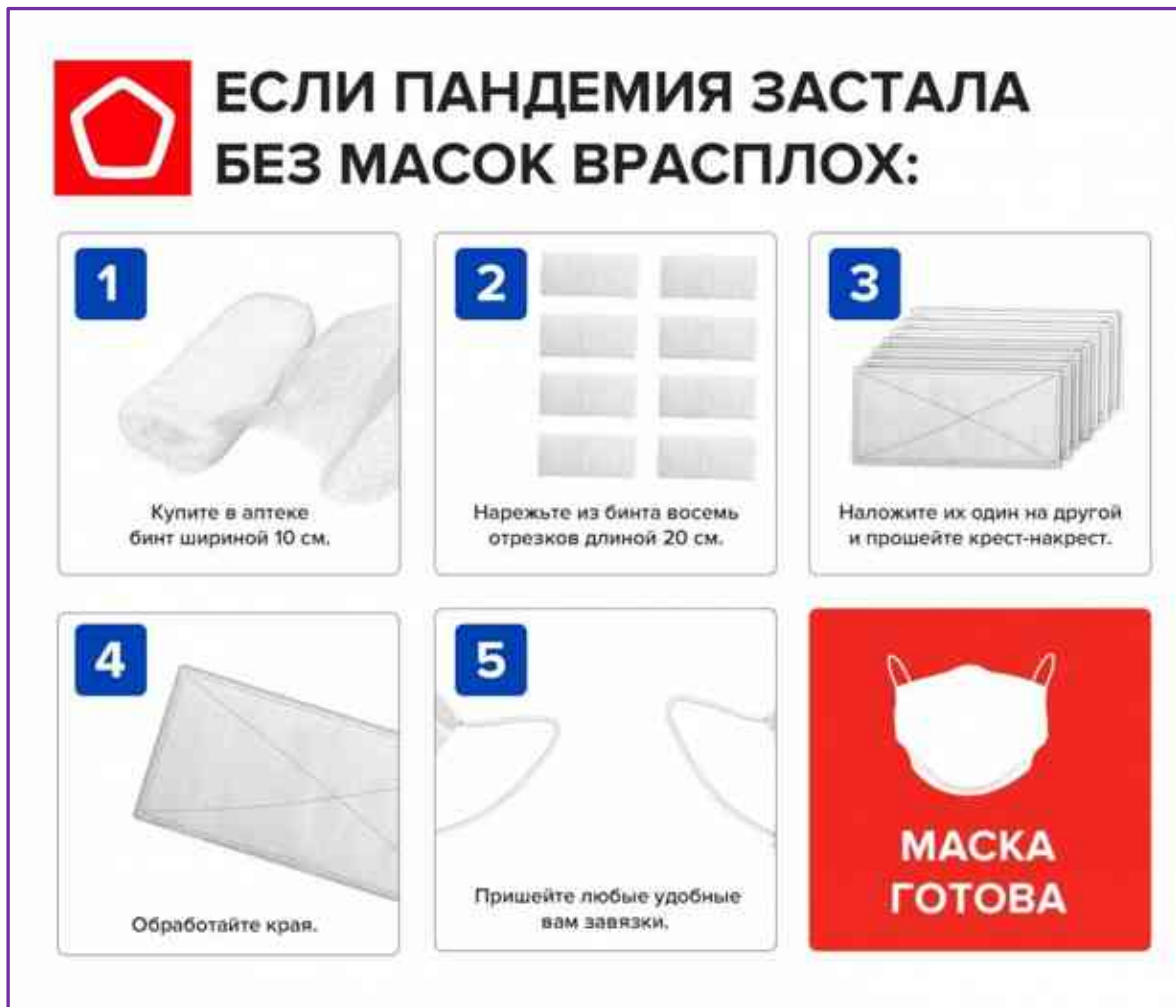 ЕСЛИ ПАНДЕМИЯ ЗАСТАЛА
БЕЗ МАСОК ВРАСПЛОХ:
1
Купите в аптеке
бинт шириной 10 см.
2
Нарежьте из бинта восемь
отрезков длиной 20 см.
3
Наложите их один на другой
и прошейте крест-накрест.
4
Обработайте края.
5
Пришейте любые удобные
вам завязки.
МАСКА
ГОТОВА